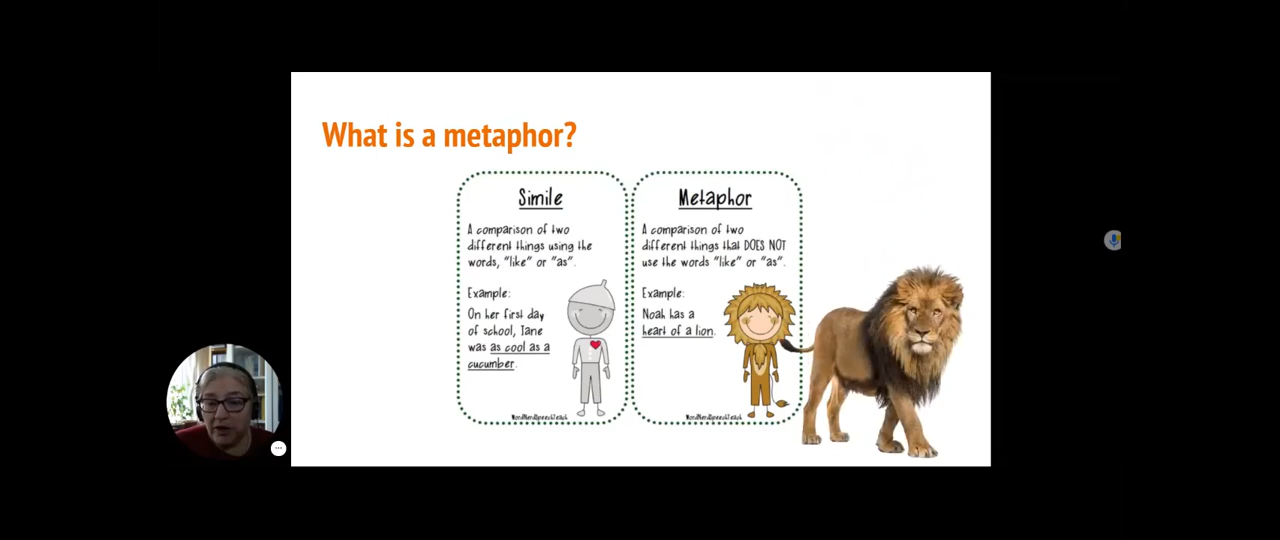 What is a metaphor?
Simile
A comparison of two
different things using the
words, "like" or "as".
Example:
On her first day
of school, Jane
was as cool as a
cucumber.
Metaphor
A comparison of two
different things that DOES NOT
use the words "like" or "as".
Example:
Noah has a
heart of a lion.